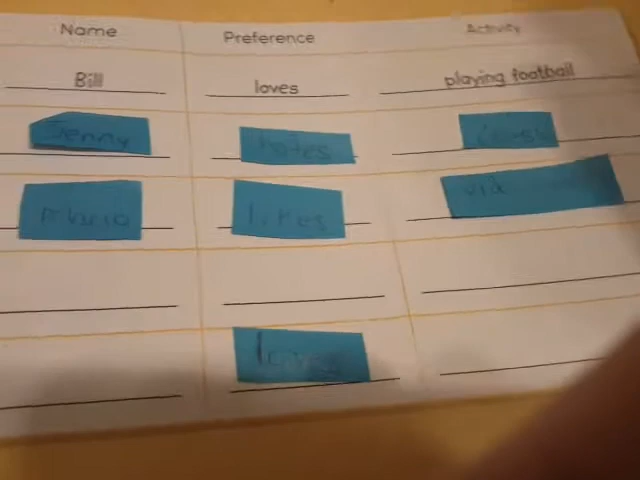 Name Preference Activity
Bill loves playing football
Jenny hates
Mario likes
loves